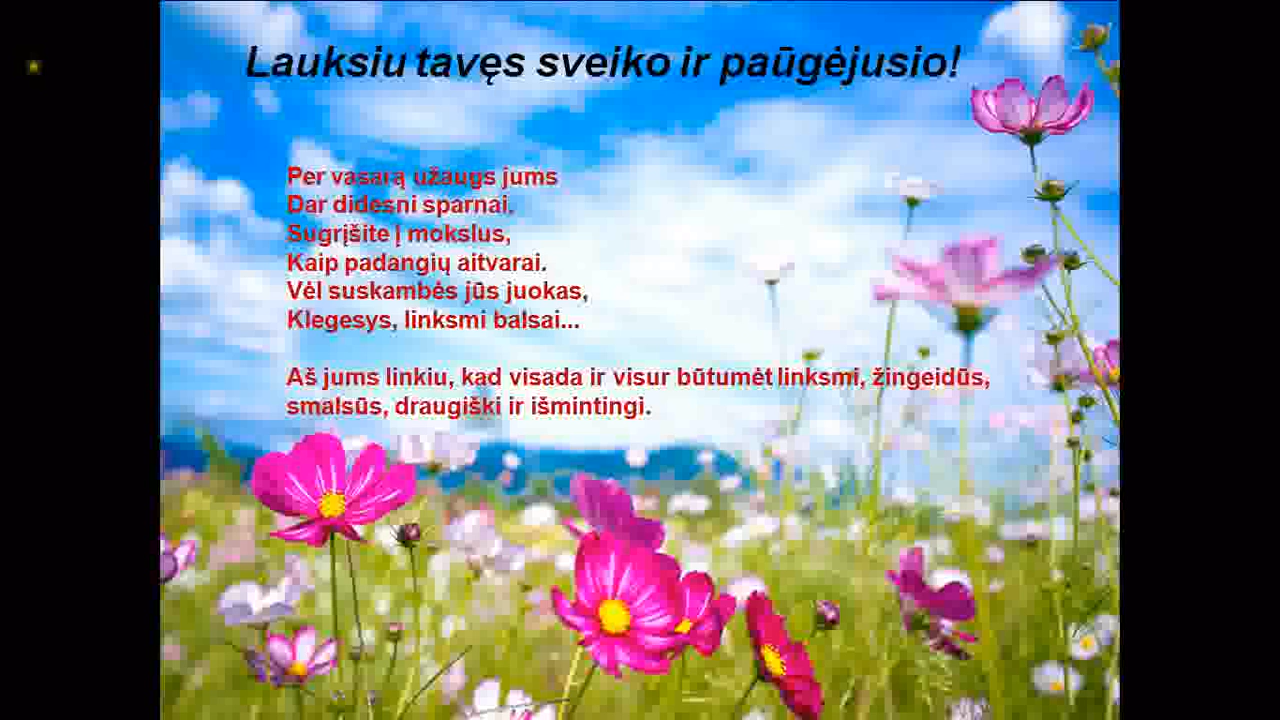 Lauksiu tavęs sveiko ir paūgėjusio!
Per vasarą užaugs jums
Dar didesni sparnai.
Sugrįšite į mokslus,
Kaip padangių aitvarai.
Vėl suskambės jūs juokas,
Klegesys, linksmi balsai...
Aš jums linkiu, kad visada ir visur būtumėt linksmi, žingeidūs,
smalsūs, draugiški ir išmintingi.